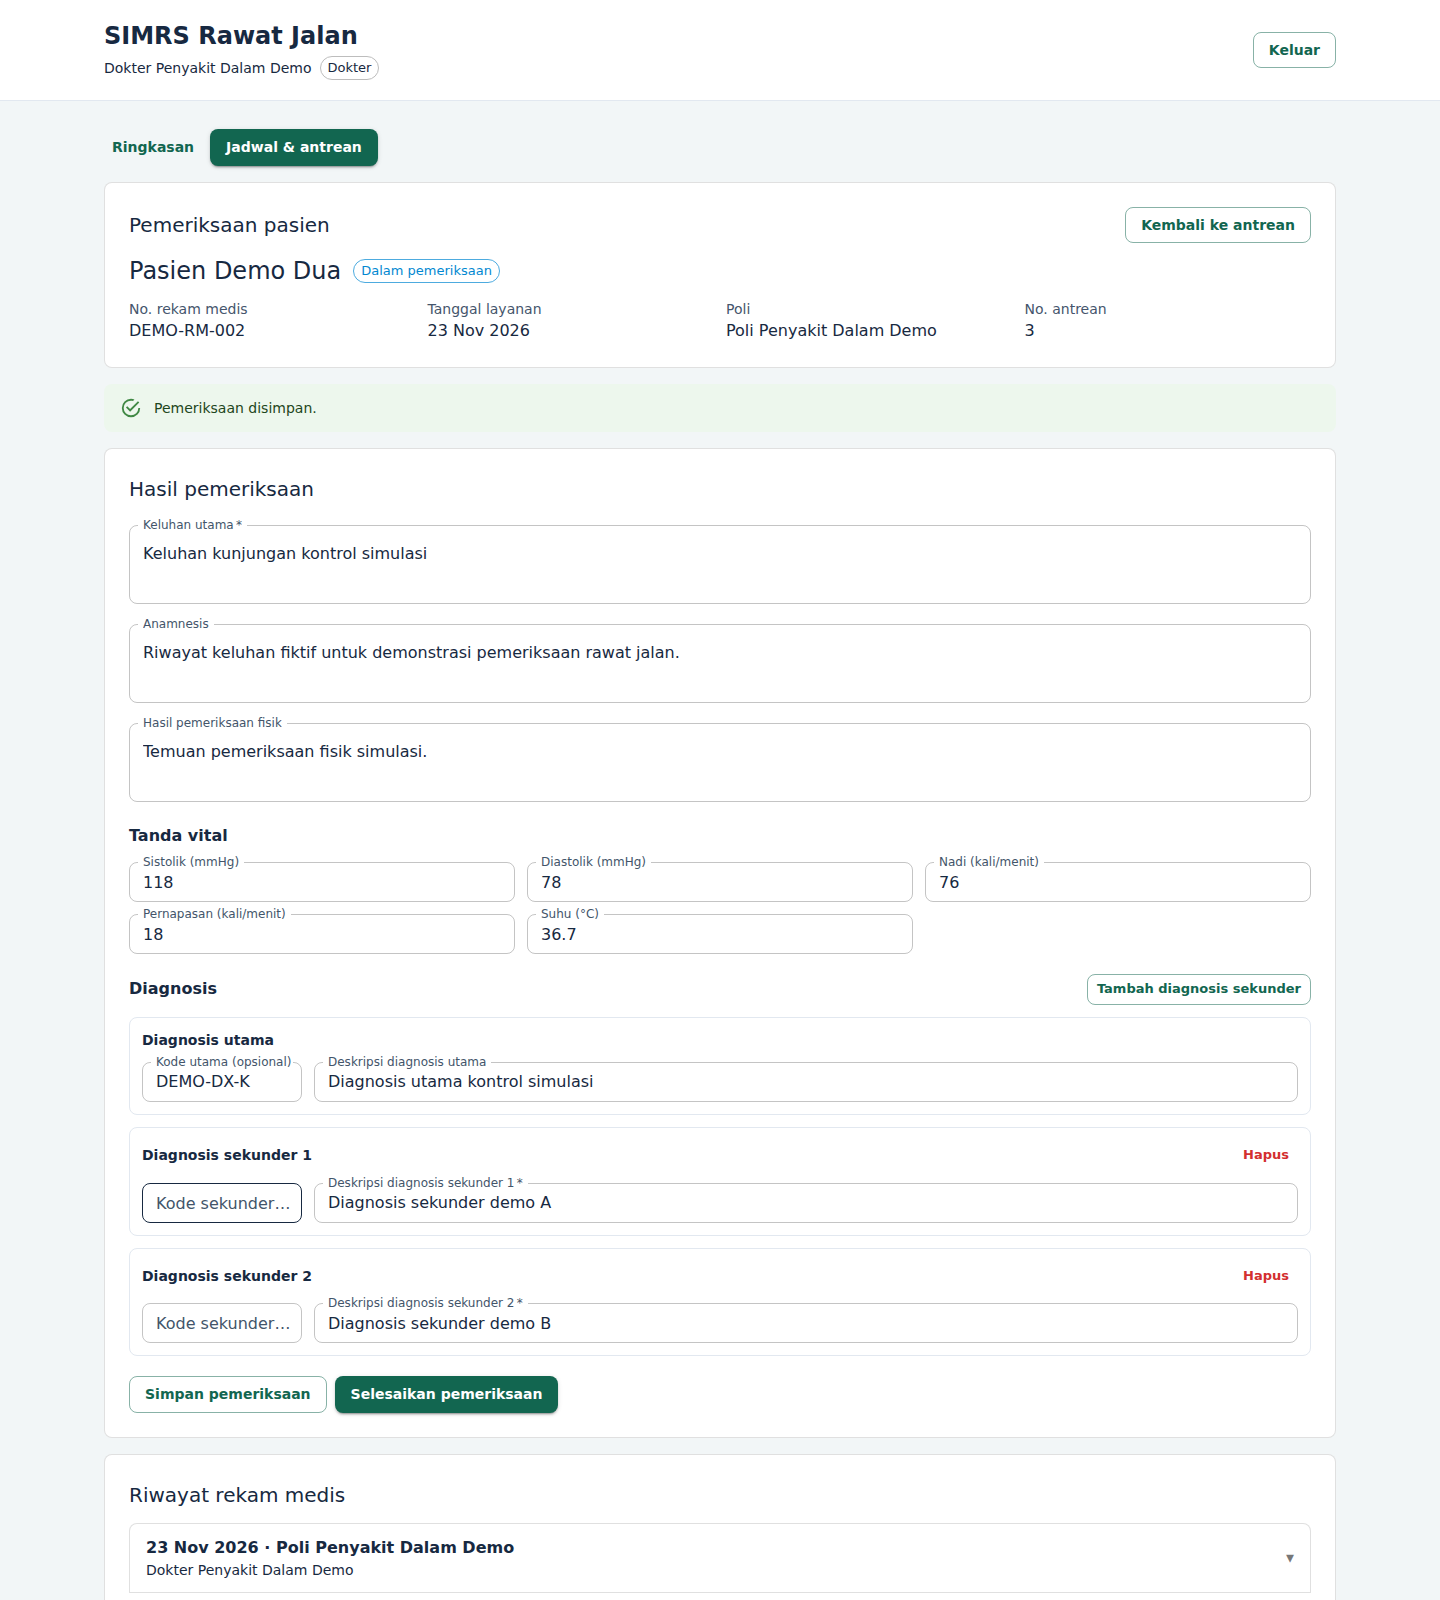 SIMRS Rawat Jalan
Dokter Penyakit Dalam Demo Dokter
Keluar
Ringkasan
Jadwal & antrean
Pemeriksaan pasien
Kembali ke antrean
Pasien Demo Dua Dalam pemeriksaan
No. rekam medis
DEMO-RM-002
Tanggal layanan
23 Nov 2026
Poli
Poli Penyakit Dalam Demo
No. antrean
3
Pemeriksaan disimpan.
Hasil pemeriksaan
Keluhan utama *
Keluhan kunjungan kontrol simulasi
Anamnesis
Riwayat keluhan fiktif untuk demonstrasi pemeriksaan rawat jalan.
Hasil pemeriksaan fisik
Temuan pemeriksaan fisik simulasi.
Tanda vital
Sistolik (mmHg)
118
Diastolik (mmHg)
78
Nadi (kali/menit)
76
Pernapasan (kali/menit)
18
Suhu (°C)
36.7
Diagnosis
Tambah diagnosis sekunder
Diagnosis utama
Kode utama (opsional)
DEMO-DX-K
Deskripsi diagnosis utama
Diagnosis utama kontrol simulasi
Diagnosis sekunder 1
Hapus
Kode sekunder…
Deskripsi diagnosis sekunder 1 *
Diagnosis sekunder demo A
Diagnosis sekunder 2
Hapus
Kode sekunder…
Deskripsi diagnosis sekunder 2 *
Diagnosis sekunder demo B
Simpan pemeriksaan
Selesaikan pemeriksaan
Riwayat rekam medis
23 Nov 2026 · Poli Penyakit Dalam Demo
Dokter Penyakit Dalam Demo